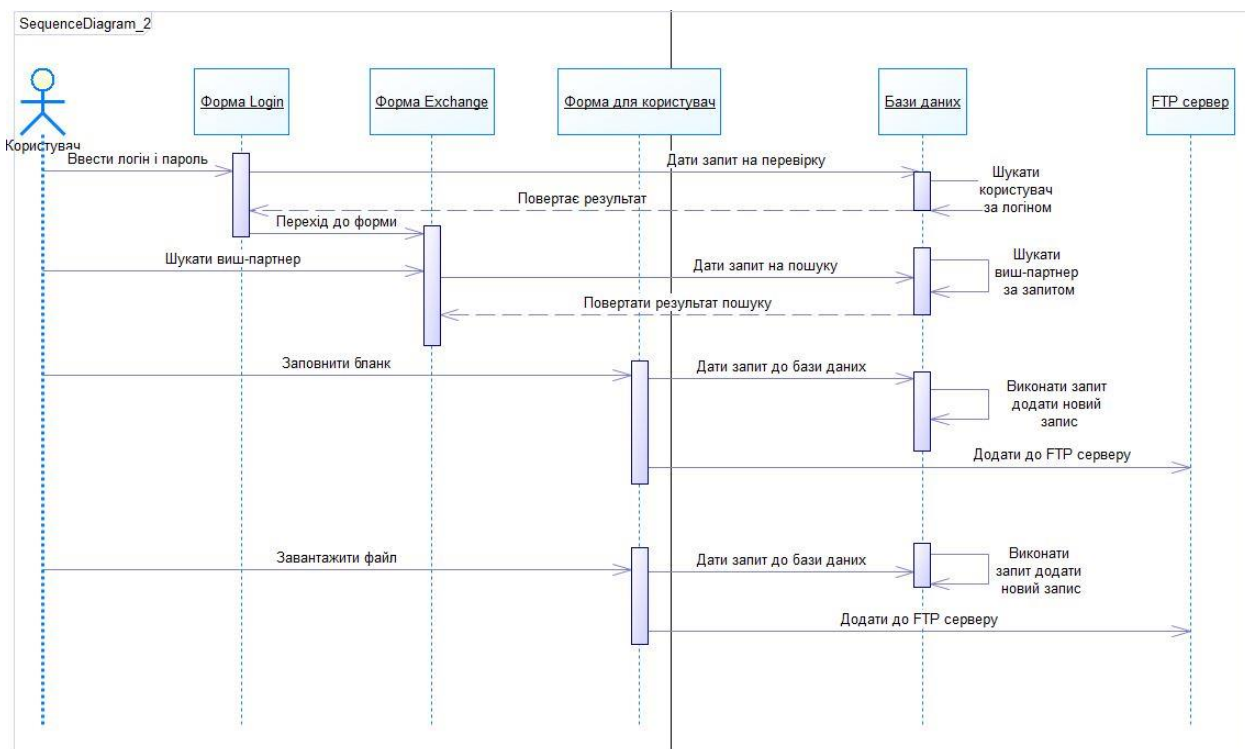 SequenceDiagram_2
Форма Login
Форма Exchange
Форма для користувач
Бази даних
FTP сервер
Користувач
Ввести логін і пароль
Дати запит на перевірку
Шукати
користувач
за логіном
Повертає результат
Перехід до форми
Шукати виш-партнер
Дати запит на пошуку
Шукати
виш-партнер
за запитом
Повертати результат пошуку
Заповнити бланк
Дати запит до бази даних
Виконати запит
додати новий
запис
Додати до FTP серверу
Завантажити файл
Дати запит до бази даних
Виконати
запит додати
новий запис
Додати до FTP серверу